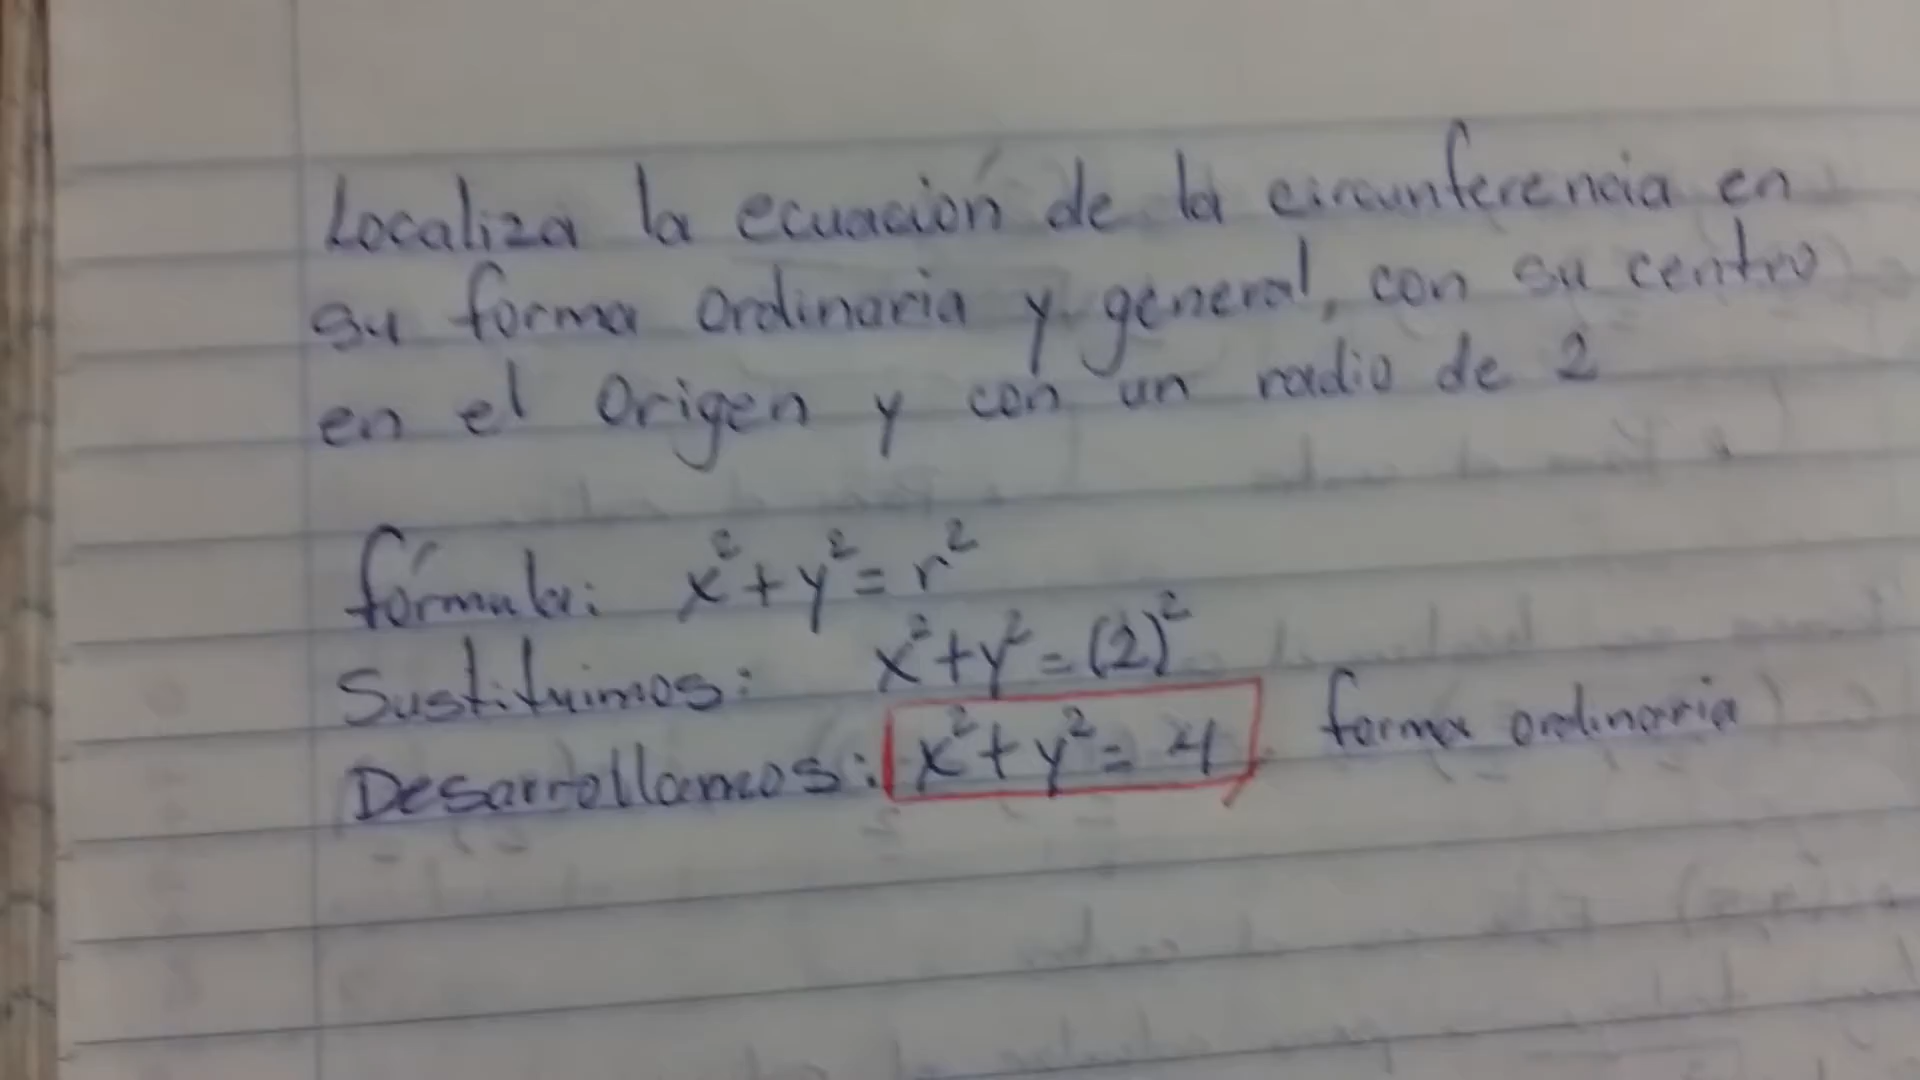 Localiza la ecuación de la circunferencia en
su forma ordinaria y general, con su centro
en el origen y con un radio de 2
fórmula: x²+y²=r²
Sustituimos: x²+y²=(2)²
Desarrollamos: x²+y²=4 forma ordinaria